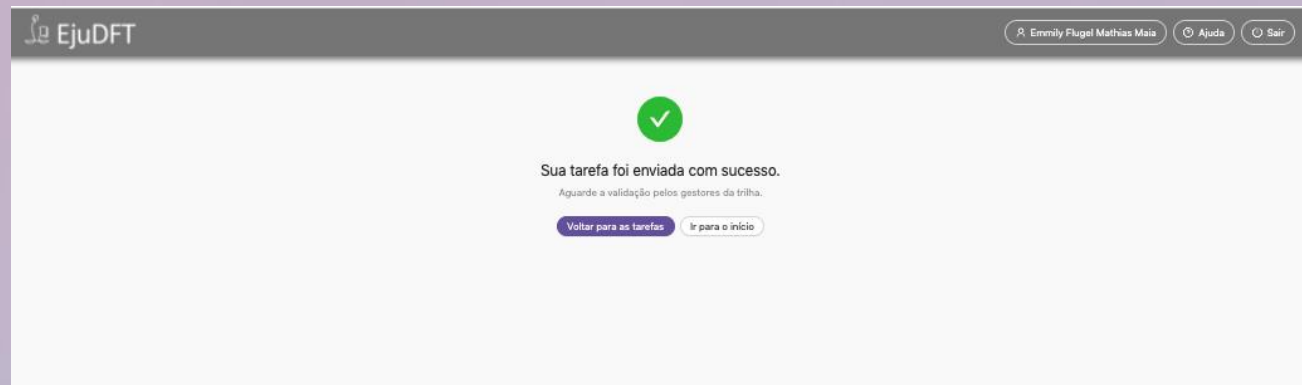 EjuDFT
Emmily Flugel Mathias Maia
Ajuda
Sair
Sua tarefa foi enviada com sucesso.
Aguarde a validação pelos gestores da trilha.
Voltar para as tarefas
Ir para o início